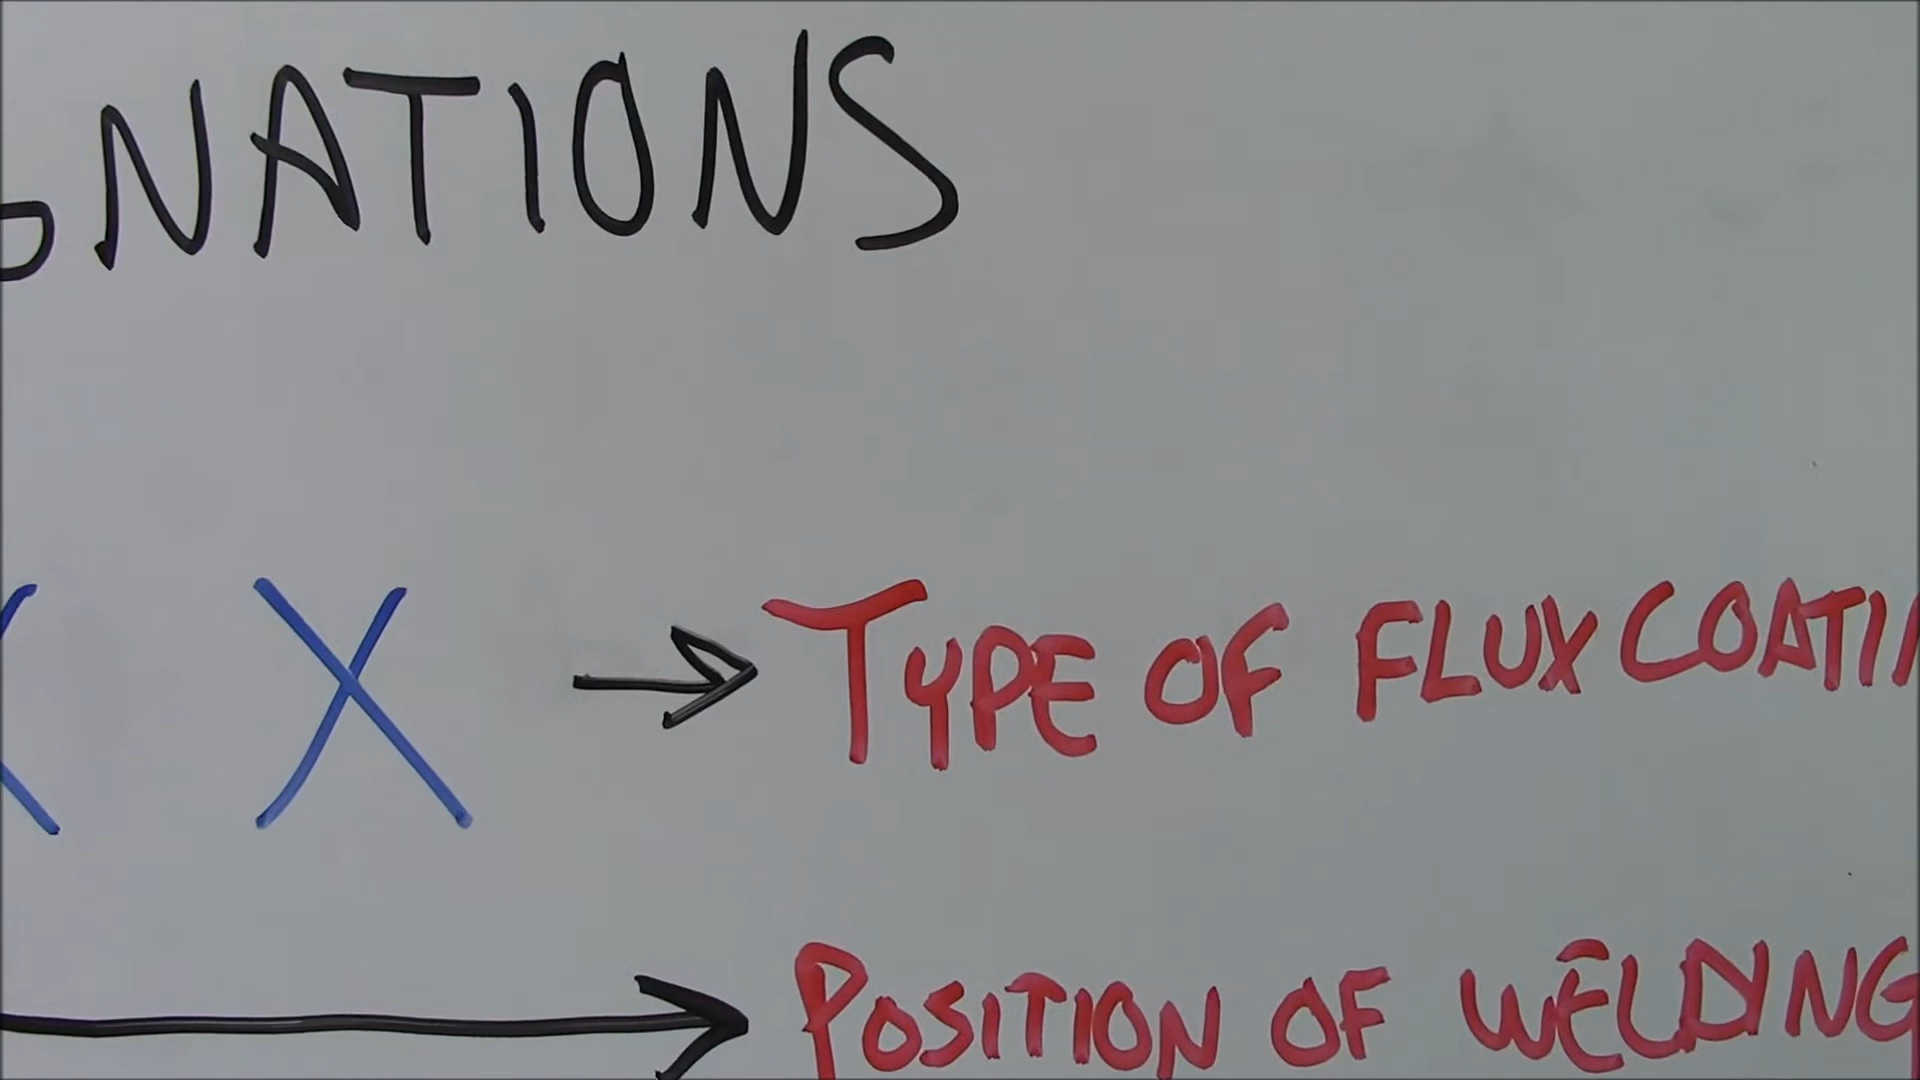 GNATIONS
X X → TYPE OF FLUX COATI
POSITION OF WELDING